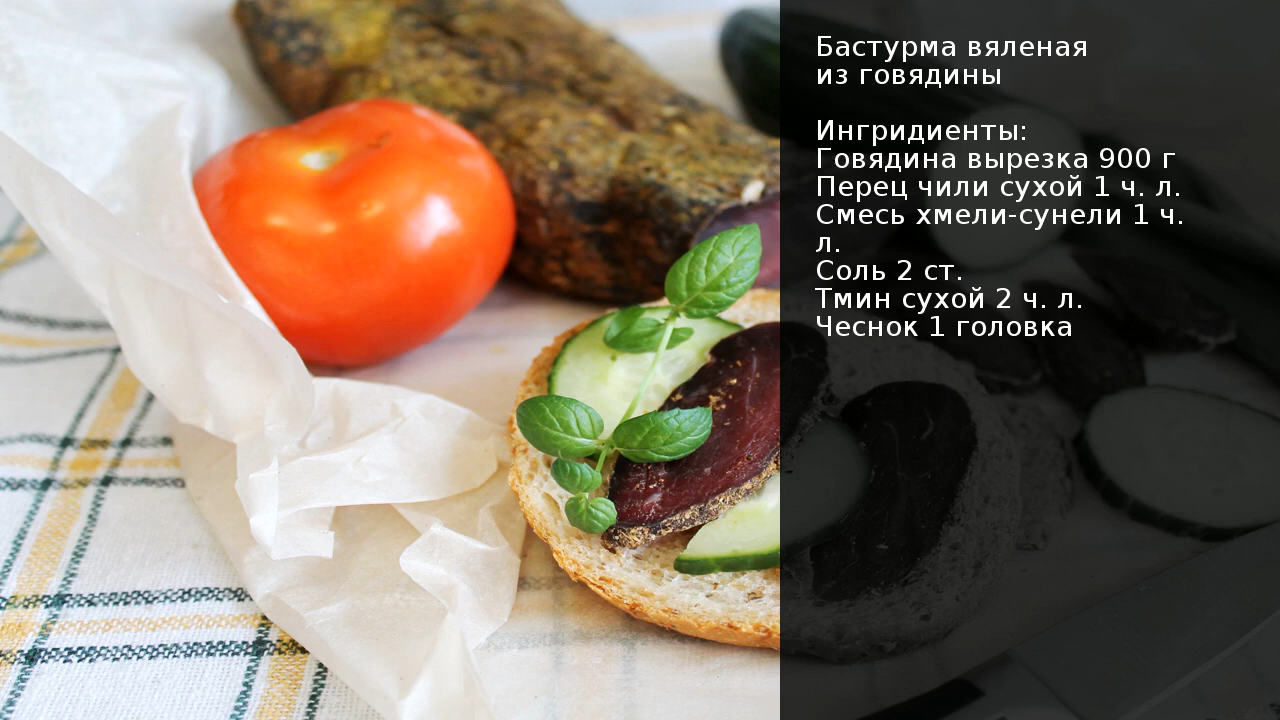 Бастурма вяленая
из говядины
Ингридиенты:
Говядина вырезка 900 г
Перец чили сухой 1 ч. л.
Смесь хмели-сунели 1 ч.
л.
Соль 2 ст.
Тмин сухой 2 ч. л.
Чеснок 1 головка